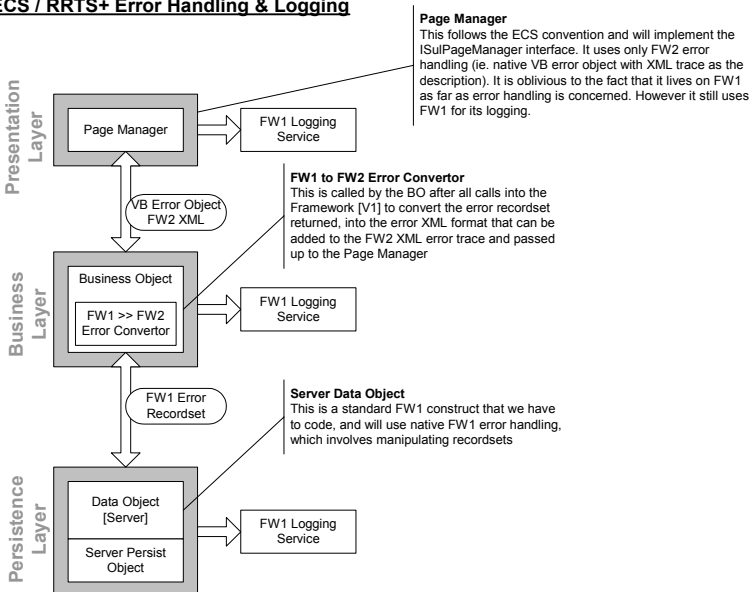 ECS / RRTS+ Error Handling & Logging
Page Manager
This follows the ECS convention and will implement the
ISulPageManager interface. It uses only FW2 error
handling (ie. native VB error object with XML trace as the
description). It is oblivious to the fact that it lives on FW1
as far as error handling is concerned. However it still uses
FW1 for its logging.
Presentation
Layer
Page Manager
FW1 Logging
Service
VB Error Object
FW2 XML
FW1 to FW2 Error Convertor
This is called by the BO after all calls into the
Framework [V1] to convert the error recordset
returned, into the error XML format that can be
added to the FW2 XML error trace and passed
up to the Page Manager
Business
Layer
Business Object
FW1 >> FW2
Error Convertor
FW1 Logging
Service
FW1 Error
Recordset
Server Data Object
This is a standard FW1 construct that we have
to code, and will use native FW1 error handling,
which involves manipulating recordsets
Persistence
Layer
Data Object
[Server]
Server Persist
Object
FW1 Logging
Service